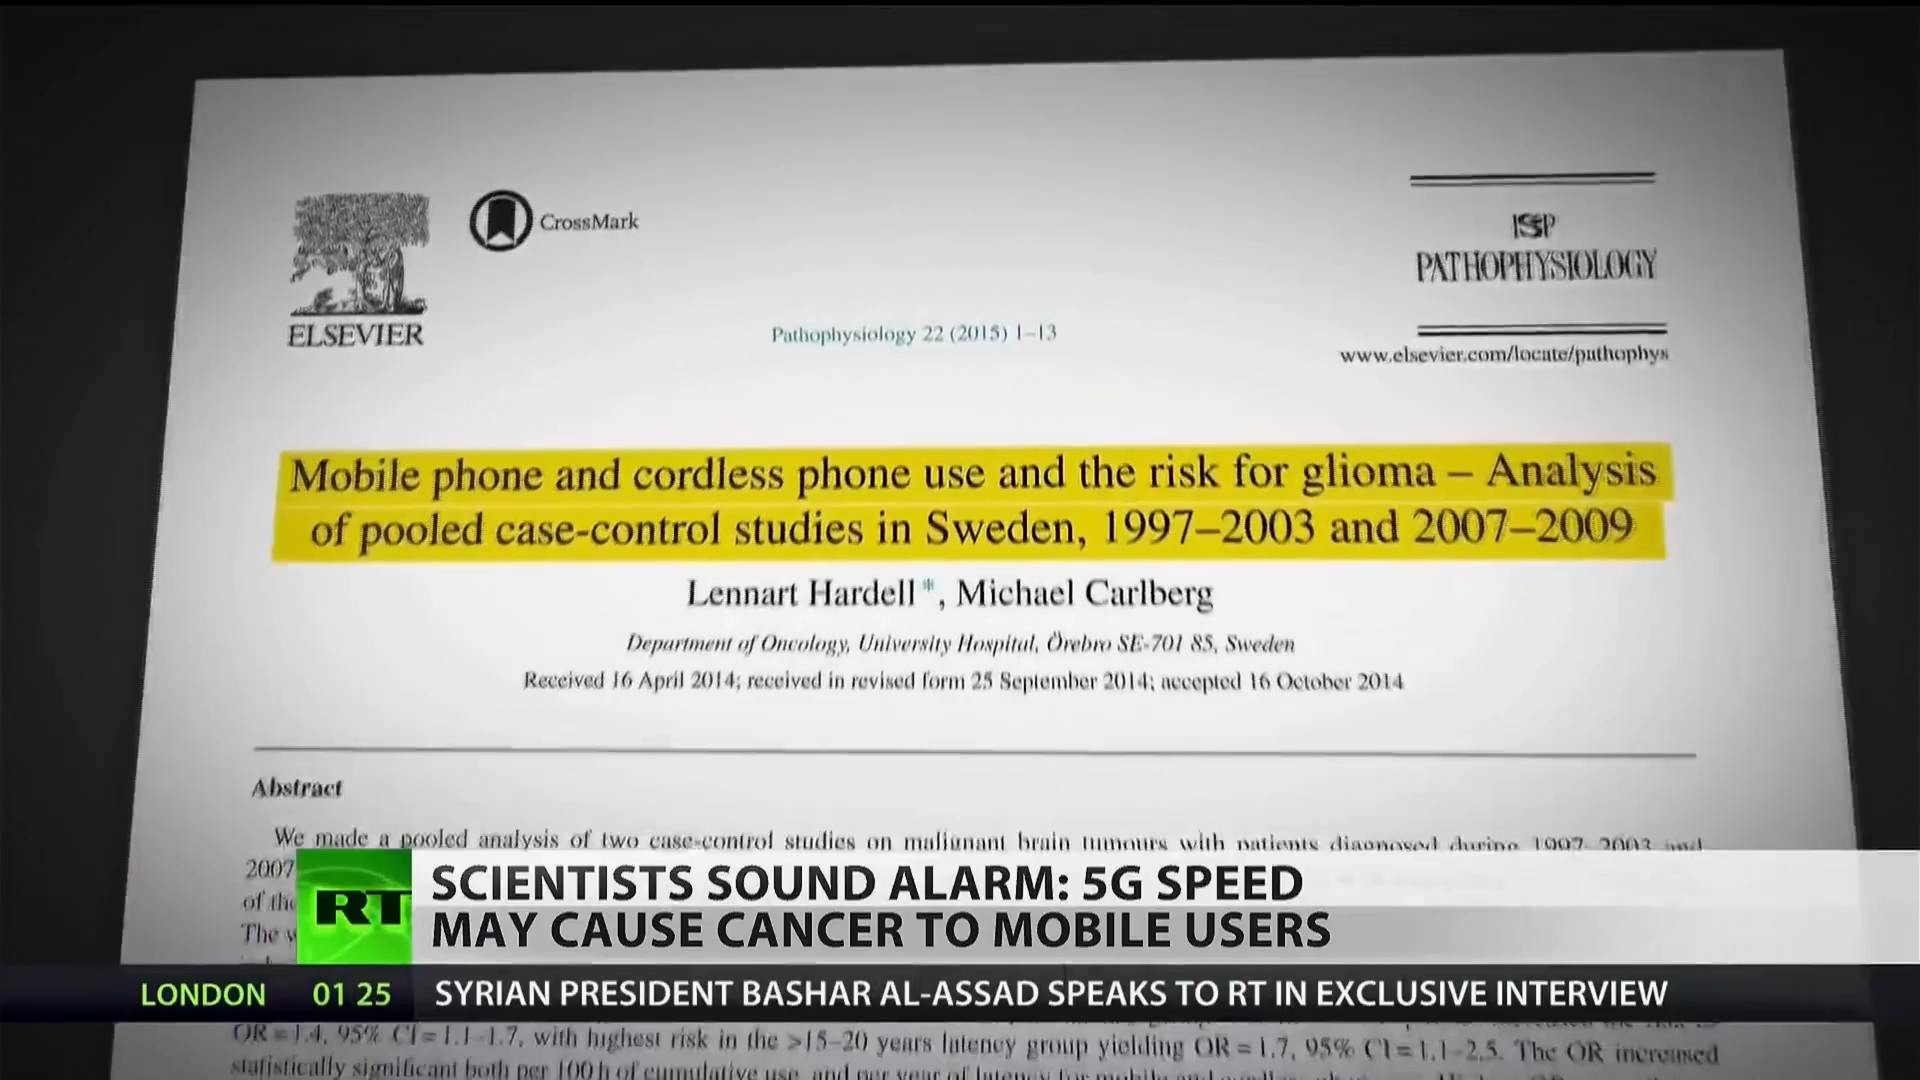 ELSEVIER
CrossMark
ISP
PATHOPHYSIOLOGY
Pathophysiology 22 (2015) 1–13
www.elsevier.com/locate/pathophys
Mobile phone and cordless phone use and the risk for glioma – Analysis
of pooled case-control studies in Sweden, 1997–2003 and 2007–2009
Lennart Hardell*, Michael Carlberg
Department of Oncology, University Hospital, Örebro SE-701 85, Sweden
Received 16 April 2014; received in revised form 25 September 2014; accepted 16 October 2014
Abstract
We made a pooled analysis of two case-control studies on malignant brain tumours with patients diagnosed during 1997–2003 and
2007
of the
The
RT
SCIENTISTS SOUND ALARM: 5G SPEED
MAY CAUSE CANCER TO MOBILE USERS
LONDON 01 25 SYRIAN PRESIDENT BASHAR AL-ASSAD SPEAKS TO RT IN EXCLUSIVE INTERVIEW
OR = 1.4, 95% CI = 1.1–1.7, with highest risk in the >15–20 years latency group yielding OR = 1.7, 95% CI = 1.1–2.5. The OR increased
statistically significant both per 100 h of cumulative use, and per year of latency for mobile and